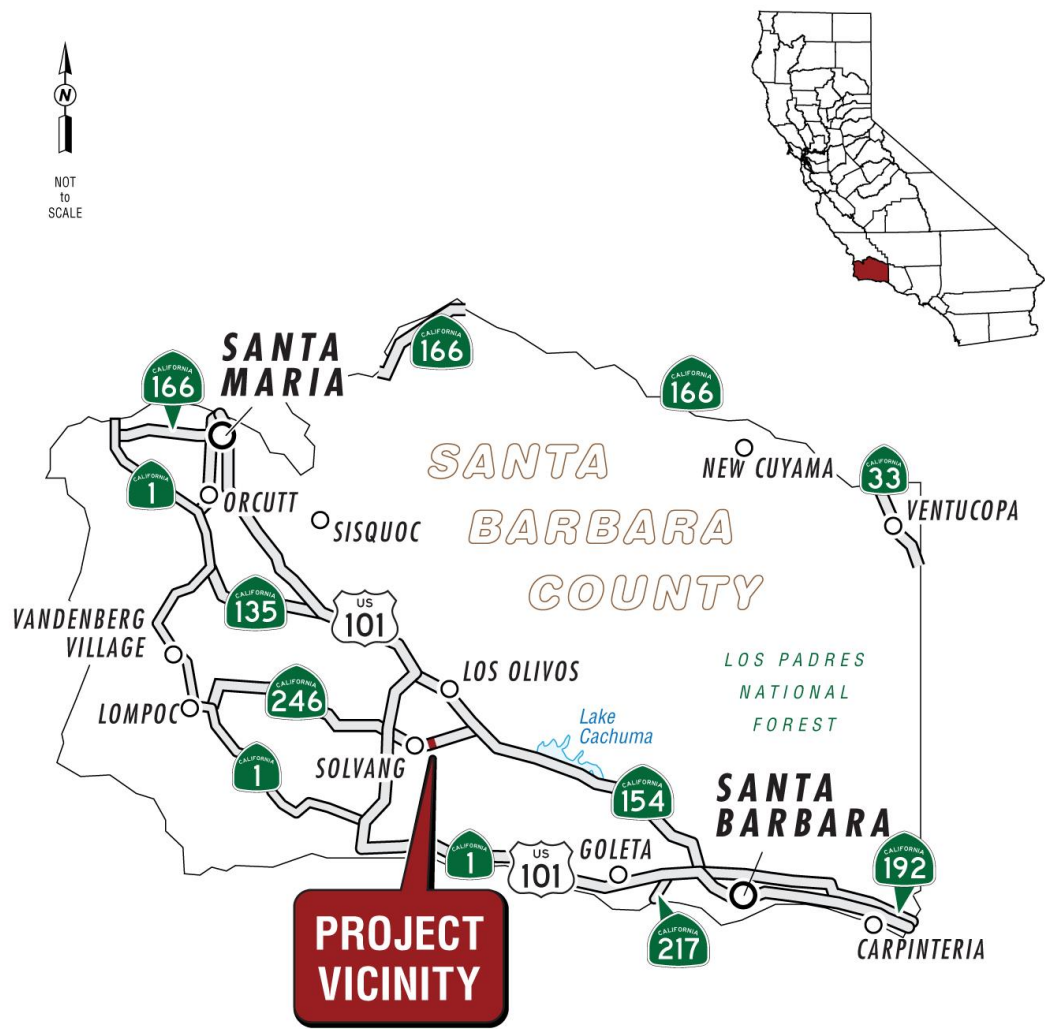 N
NOT
to
SCALE
CALIFORNIA
166
SANTA
MARIA
CALIFORNIA
166
CALIFORNIA
166
SANTA
BARBARA
COUNTY
NEW CUYAMA
CALIFORNIA
33
VENTUCOPA
CALIFORNIA
1
ORCUTT
SISQUOC
CALIFORNIA
135
US
101
VANDENBERG
VILLAGE
LOS OLIVOS
LOS PADRES
NATIONAL
FOREST
LOMPOC
CALIFORNIA
246
Lake
Cachuma
SOLVANG
CALIFORNIA
1
CALIFORNIA
154
SANTA
BARBARA
CALIFORNIA
1
US
101
GOLETA
CALIFORNIA
192
CALIFORNIA
217
CARPINTERIA
PROJECT
VICINITY